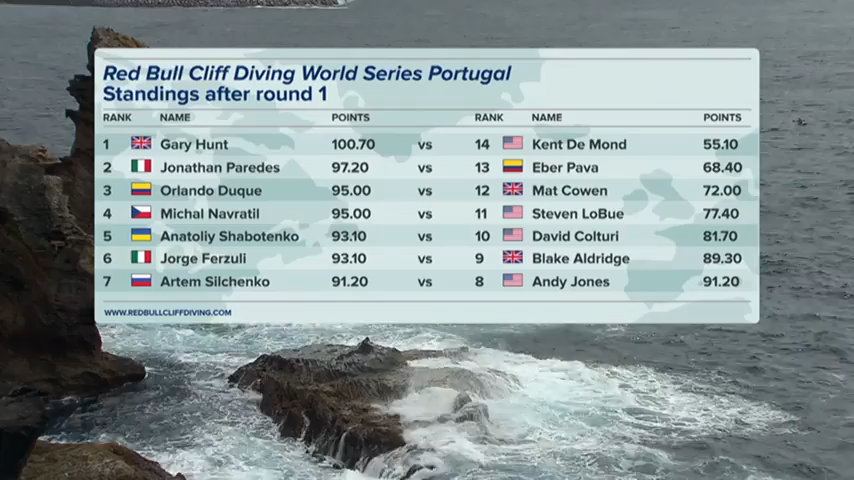 Red Bull Cliff Diving World Series Portugal
Standings after round 1
RANK NAME POINTS RANK NAME POINTS
1 Gary Hunt 100.70 vs 14 Kent De Mond 55.10
2 Jonathan Paredes 97.20 vs 13 Eber Pava 68.40
3 Orlando Duque 95.00 vs 12 Mat Cowen 72.00
4 Michal Navratil 95.00 vs 11 Steven LoBue 77.40
5 Anatoliy Shabotenko 93.10 vs 10 David Colturi 81.70
6 Jorge Ferzuli 93.10 vs 9 Blake Aldridge 89.30
7 Artem Silchenko 91.20 vs 8 Andy Jones 91.20
WWW.REDBULLCLIFFDIVING.COM